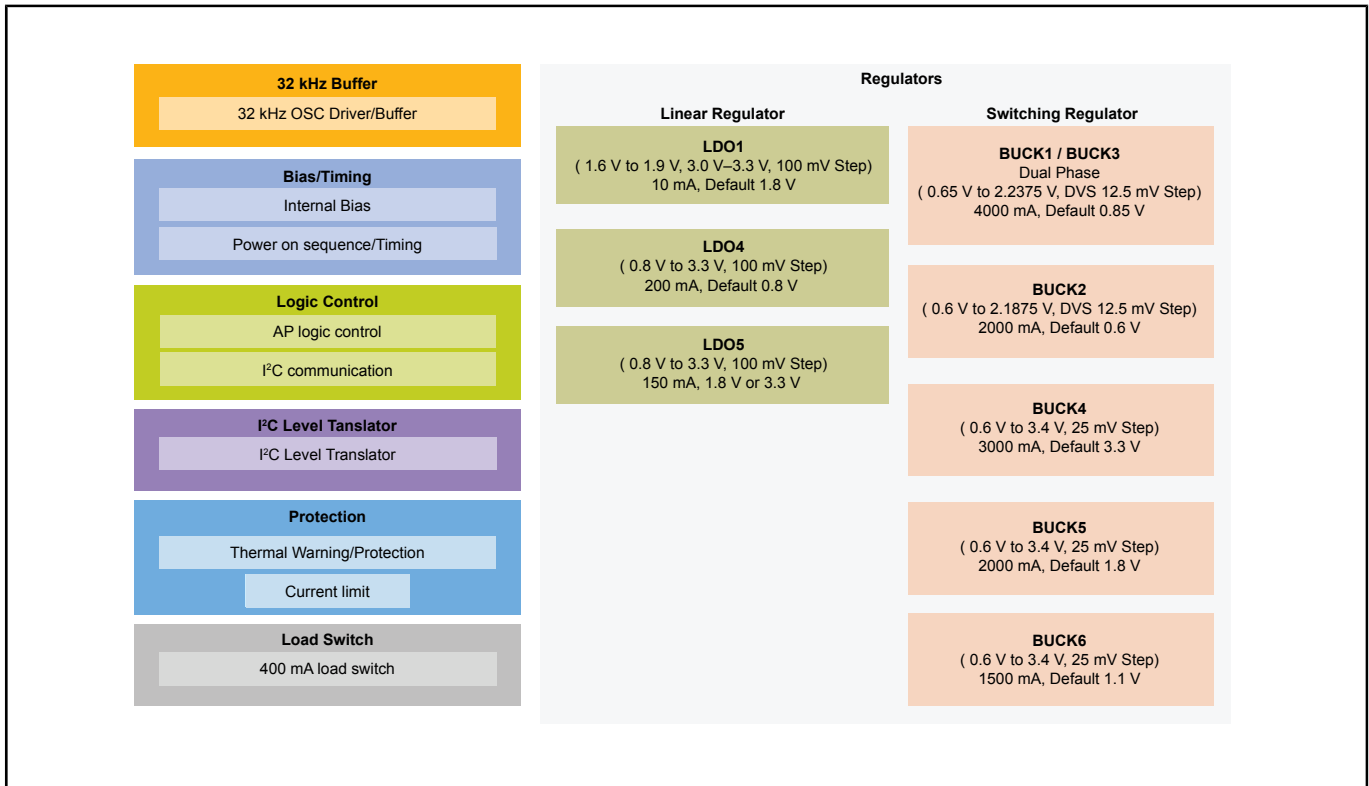 32 kHz Buffer
32 kHz OSC Driver/Buffer
Bias/Timing
Internal Bias
Power on sequence/Timing
Logic Control
AP logic control
I²C communication
I²C Level Tanslator
I²C Level Translator
Protection
Thermal Warning/Protection
Current limit
Load Switch
400 mA load switch
Regulators
Linear Regulator
LDO1
( 1.6 V to 1.9 V, 3.0 V–3.3 V, 100 mV Step)
10 mA, Default 1.8 V
LDO4
( 0.8 V to 3.3 V, 100 mV Step)
200 mA, Default 0.8 V
LDO5
( 0.8 V to 3.3 V, 100 mV Step)
150 mA, 1.8 V or 3.3 V
Switching Regulator
BUCK1 / BUCK3
Dual Phase
( 0.65 V to 2.2375 V, DVS 12.5 mV Step)
4000 mA, Default 0.85 V
BUCK2
( 0.6 V to 2.1875 V, DVS 12.5 mV Step)
2000 mA, Default 0.6 V
BUCK4
( 0.6 V to 3.4 V, 25 mV Step)
3000 mA, Default 3.3 V
BUCK5
( 0.6 V to 3.4 V, 25 mV Step)
2000 mA, Default 1.8 V
BUCK6
( 0.6 V to 3.4 V, 25 mV Step)
1500 mA, Default 1.1 V